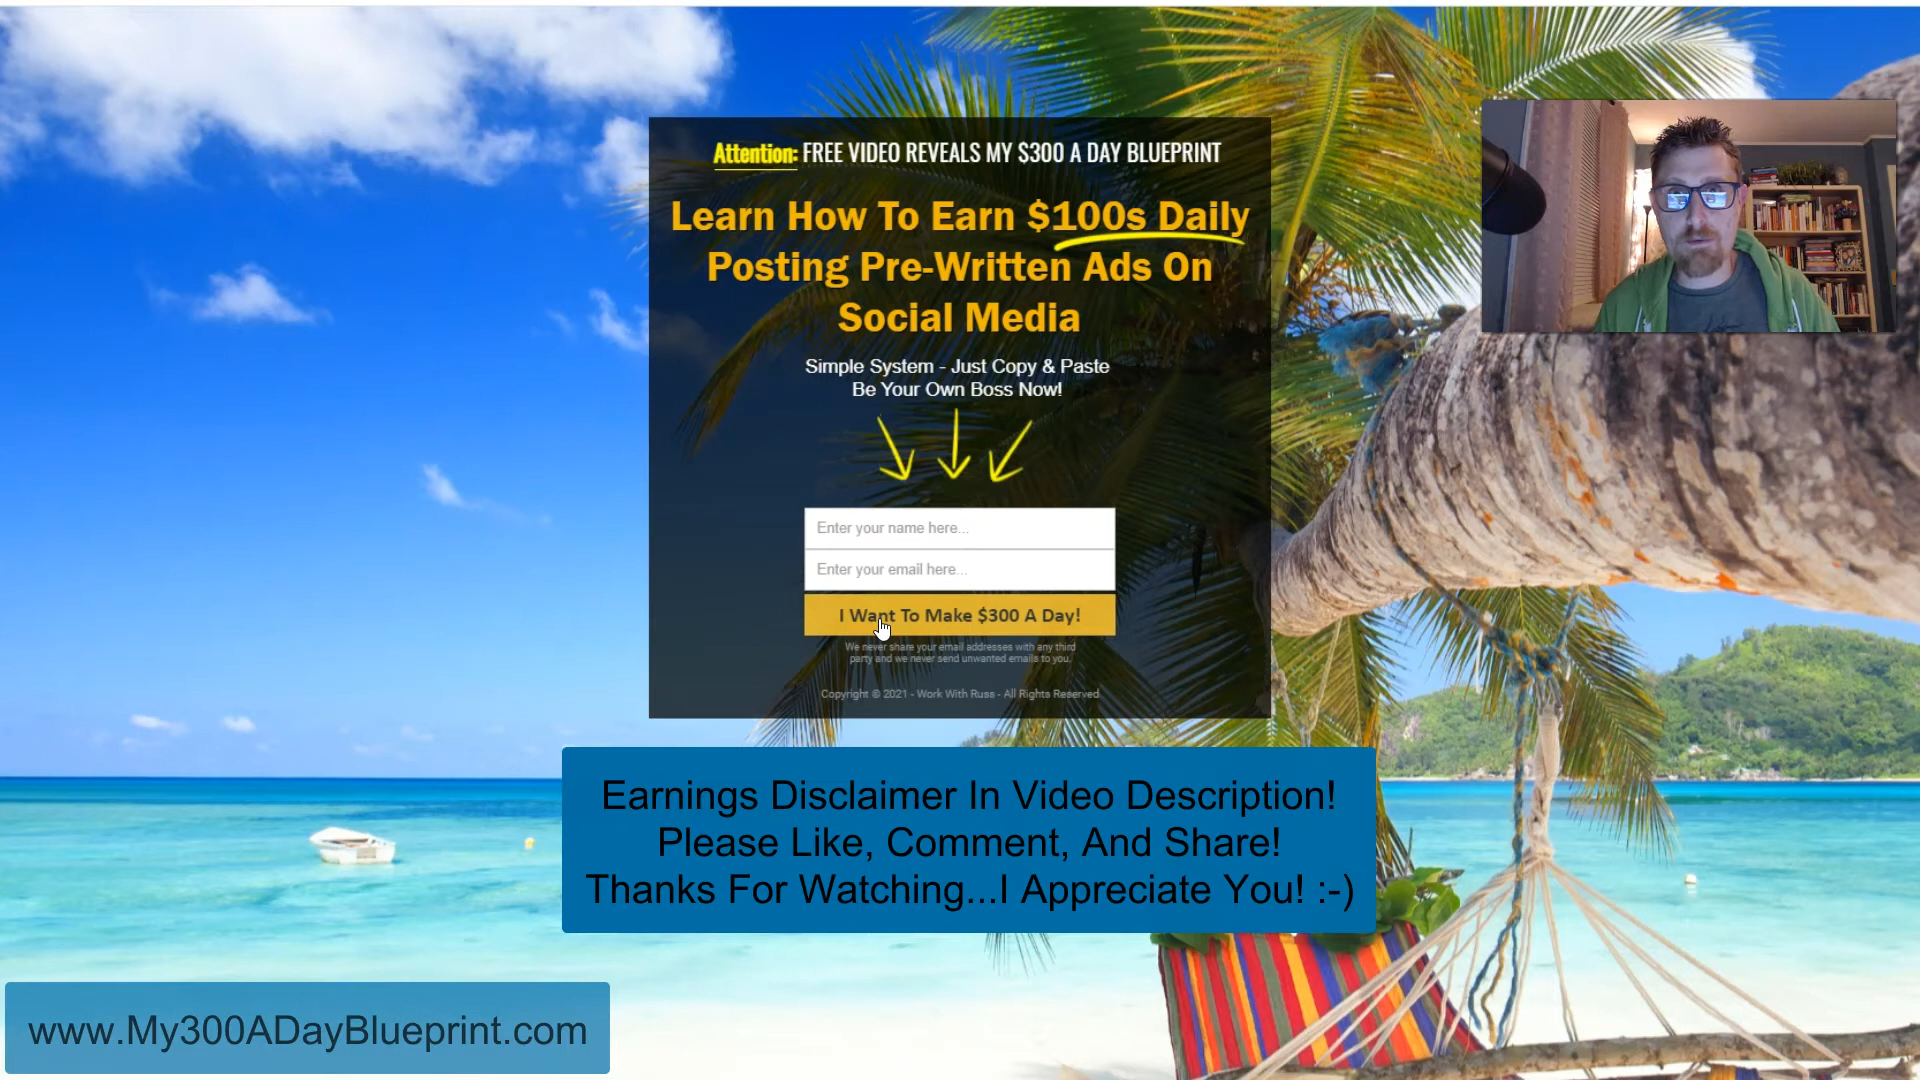 Attention: FREE VIDEO REVEALS MY $300 A DAY BLUEPRINT
Learn How To Earn $100s Daily
Posting Pre-Written Ads On
Social Media
Simple System - Just Copy & Paste
Be Your Own Boss Now!
Enter your name here...
Enter your email here...
I Want To Make $300 A Day!
We never share your email addresses with any third
party and we never send unwanted emails to you.
Copyright © 2021 - Work With Russ - All Rights Reserved
Earnings Disclaimer In Video Description!
Please Like, Comment, And Share!
Thanks For Watching...I Appreciate You! :-)
www.My300ADayBlueprint.com